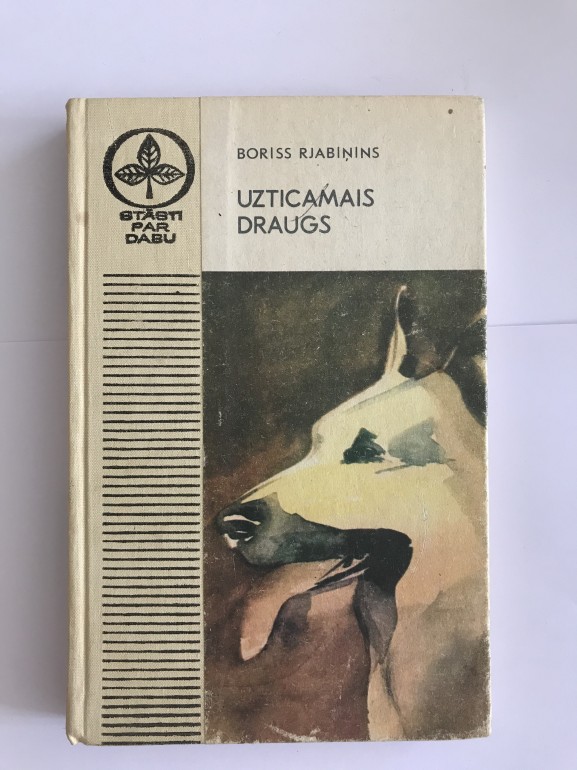 BORISS RJABIŅINS
UZTICAMAIS
DRAUGS
STĀSTI
PAR
DABU